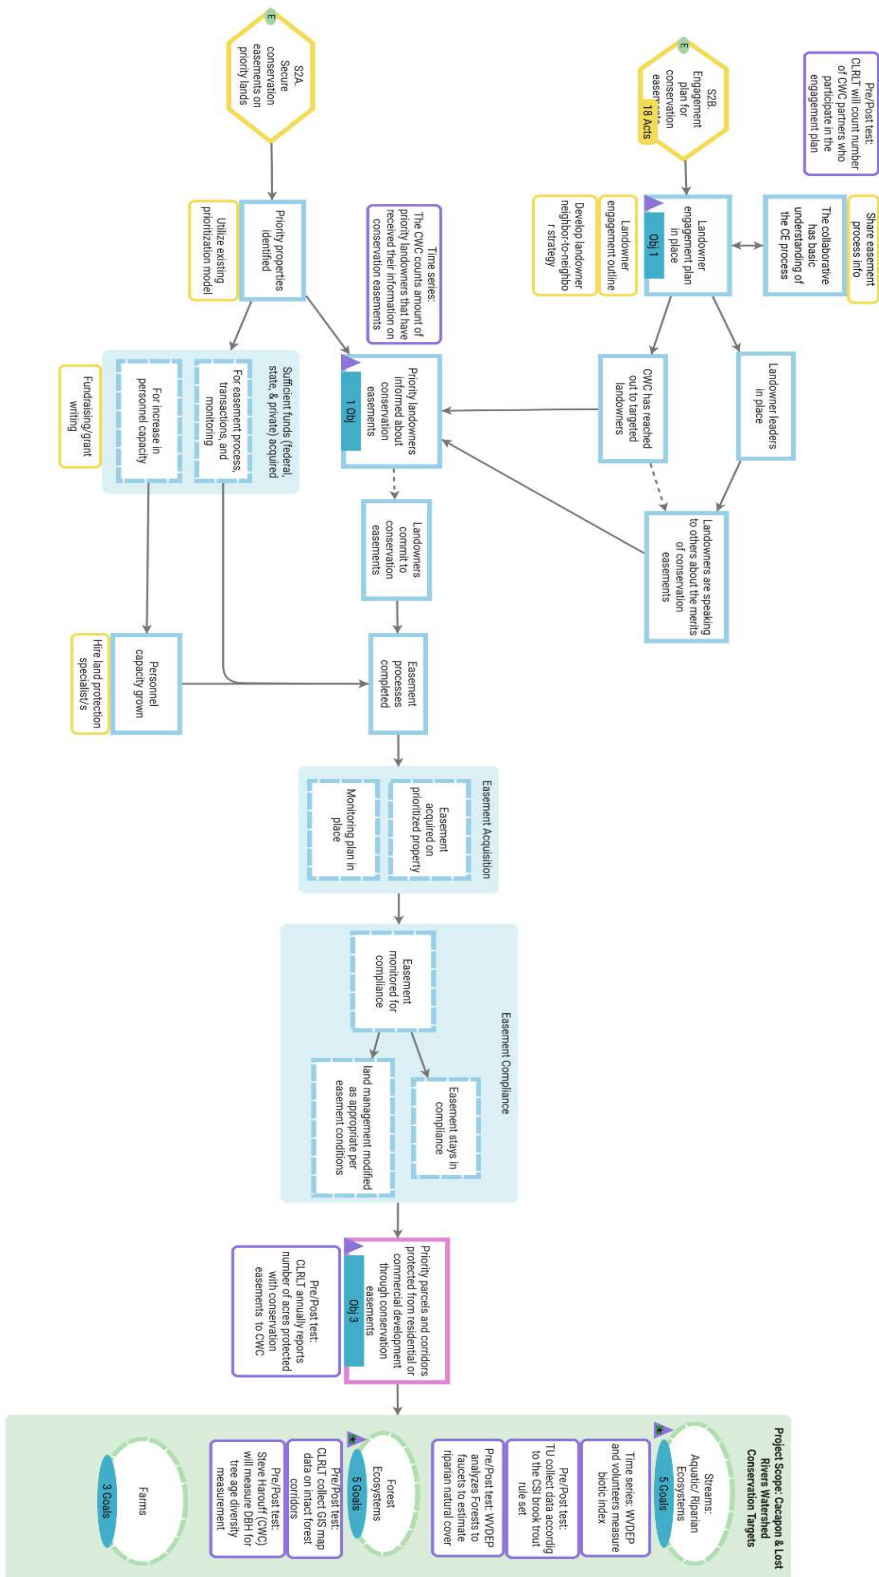 Pre/Post test:
CLRLT will count number
of CWC partners who
participate in the
engagement plan
S2B.
Engagement
plan for
conservation
easements
18 Acts
E
Share easement
process info
The collaborative
has basic
understanding of
the CE process
Landowner
engagement plan
in place
Obj 1
Landowner
engagement outline
Develop landowner
neighbor-to-neighbo
r strategy
Landowner leaders
in place
CWC has reached
out to targeted
landowners
Landowners are speaking
to others about the merits
of conservation
easements
S2A.
Secure
conservation
easements on
priority lands
E
Time series:
The CWC counts amount of
priority landowners that have
received their information on
conservation easements
Priority properties
identified
Utilize existing
prioritization model
Priority landowners
informed about
conservation
easements
1 Obj
Sufficient funds (federal,
state, & private) acquired
For easement process,
transactions, and
monitoring
For increase in
personnel capacity
Fundraising/grant
writing
Landowners
commit to
conservation
easements
Easement
processes
completed
Personnel
capacity grown
Hire land protection
specialist/s
Easement Acquisition
Easement
acquired on
prioritized property
Monitoring plan in
place
Easement Compliance
Easement
monitored for
compliance
Easement stays in
compliance
land management modified
as appropriate per
easement conditions
Priority parcels and corridors
protected from residential or
commercial development
through conservation
easements
Obj 3
Pre/Post test:
CLRLT annually reports
number of acres protected
with conservation
easements to CWC
Project Scope: Cacapon & Lost
Rivers Watershed
Conservation Targets
Streams:
Aquatic/ Riparian
Ecosystems
5 Goals
Time series: WVDEP
and volunteers measure
biotic index
Pre/Post test:
TU collect data accordig
to the CSI brook trout
rule set
Pre/Post test: WVDEP
analyzes Forests to
faucets to estimate
riparian natural cover
Forest
Ecosystems
5 Goals
Pre/Post test:
CLRLT collect GIS map
data on intact forest
corridors
Pre/Post test:
Steve Harouff (CWC)
will measure DBH for
tree age diversity
measurement
Farms
3 Goals